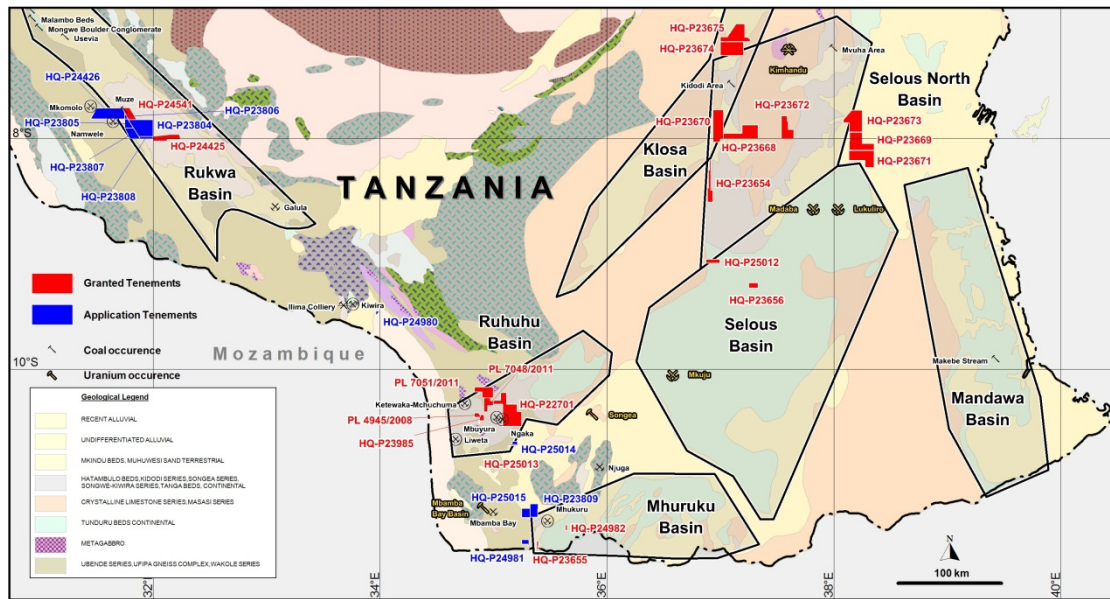 Malambo Beds
Mongwe Boulder Conglomerate
Usevia
HQ-P24426
Mkomolo
Muze
HQ-P24541
HQ-P23806
HQ-P23805
HQ-P23804
Namwele
HQ-P24425
HQ-P23807
HQ-P23808
8°S
Rukwa
Basin
Galula
TANZANIA
HQ-P23675
HQ-P23674
Kimhandu
Mvuha Area
Kidodi Area
Selous North
Basin
HQ-P23672
HQ-P23670
HQ-P23673
HQ-P23669
HQ-P23668
HQ-P23671
Klosa
Basin
HQ-P23654
Madaba
Lukuliro
HQ-P25012
HQ-P23656
Selous
Basin
Granted Tenements
Application Tenements
Coal occurence
Uranium occurence
Ilima Colliery
Kiwira
HQ-P24980
Mozambique
10°S
Ruhuhu
Basin
PL 7048/2011
PL 7051/2011
Ketewaka-Mchuchuma
HQ-P22701
PL 4945/2008
Mbuyura
Ngaka
HQ-P23985
Liweta
HQ-P25014
HQ-P25013
Songea
Mkuju
Makebe Stream
Mandawa
Basin
Njuga
HQ-P25015
HQ-P23809
Mbamba
Bay Basin
Mbamba Bay
Mhukuru
HQ-P24982
Mhuruku
Basin
HQ-P24981
HQ-P23655
Geological Legend
RECENT ALLUVIAL
UNDIFFERENTIATED ALLUVIAL
MKINDU BEDS, MUHUWESI SAND TERRESTRIAL
HATAMBULO BEDS,KIDODI SERIES,SONGEA SERIES,
SONGWE-KIWIRA SERIES,TANGA BEDS, CONTINENTAL
CRYSTALLINE LIMESTONE SERIES,MASASI SERIES
TUNDURU BEDS CONTINENTAL
METAGABBRO
UBENDE SERIES,UFIPA GNEISS COMPLEX,WAKOLE SERIES
N
100 km
32°E
34°E
36°E
38°E
40°E